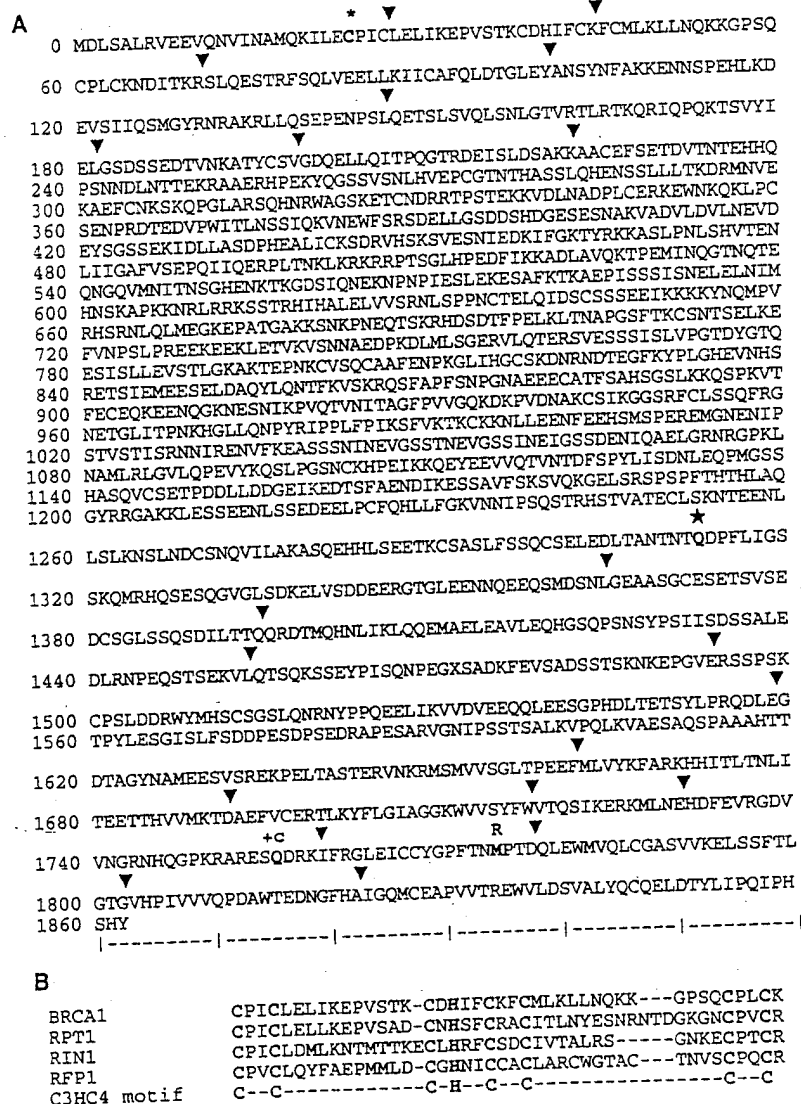 A
* ▼ ▼
0 MDLSALRVEEVQNVINAMQKILECPICLELIKEPVSTKCDHIFCKFCMLKLLNQKKGPSQ
▼ ▼
60 CPLCKNDITKRSLQESTRFSQLVEELLKIICAFQLDTGLEYANSYNFAKKENNSPEHLKD
▼
120 EVSIIQSMGYRNRAKRLLQSEPENPSLQETSLSVQLSNLGTVRTLRTKQRIQPQKTSVYI
▼ ▼ ▼
180 ELGSDSSEDTVNKATYCSVGDQELLQITPQGTRDEISLDSAKKAACEFSETDVTNTEHHQ
240 PSNNDLNTTEKRAAERHPEKYQGSSVSNLHVEPCGTNTHASSLQHENSSLLLTKDRMNVE
300 KAEFCNKSKQPGLARSQHNRWAGSKETCNDRRTPSTEKKVDLNADPLCERKEWNKQKLPC
360 SENPRDTEDVPWITLNSSIQKVNEWFSRSDELLGSDDSHDGESESNAKVADVLDVLNEVD
420 EYSGSSEKIDLLASDPHEALICKSDRVHSKSVESNIEDKIFGKTYRKKASLPNLSHVTEN
480 LIIGAFVSEPQIIQERPLTNKLKRKRRPTSGLHPEDFIKKADLAVQKTPEMINQGTNQTE
540 QNGQVMNITNSGHENKTKGDSIQNEKNPNPIESLEKESAFKTKAEPISSSISNELELNIM
600 HNSKAPKKNRLRRKSSTRHIHALELVVSRNLSPPNCTELQIDSCSSSEEIKKKKYNQMPV
660 RHSRNLQLMEGKEPATGAKKSNKPNEQTSKRHDSDTFPELKLTNAPGSFTKCSNTSELKE
720 FVNPSLPREEKEEKLETVKVSNNAEDPKDLMLSGERVLQTERSVESSSISLVPGTDYGTQ
780 ESISLLEVSTLGKAKTEPNKCVSQCAAFENPKGLIHGCSKDNRNDTEGFKYPLGHEVNHS
840 RETSIEMEESELDAQYLQNTFKVSKRQSFAPFSNPGNAEEECATFSAHSGSLKKQSPKVT
900 FECEQKEENQGKNESNIKPVQTVNITAGFPVVGQKDKPVDNAKCSIKGGSRFCLSSQFRG
960 NETGLITPNKHGLLQNPYRIPPLFPIKSFVKTKCKKNLLEENFEEHSMSPEREMGNENIP
1020 STVSTISRNNIRENVFKEASSSNINEVGSSTNEVGSSINEIGSSDENIQAELGRNRGPKL
1080 NAMLRLGVLQPEVYKQSLPGSNCKHPEIKKQEYEEVVQTVNTDFSPYLISDNLEQPMGSS
1140 HASQVCSETPDDLLDDGEIKEDTSFAENDIKESSAVFSKSVQKGELSRSPSPFTHTHLAQ
1200 GYRRGAKKLESSEENLSSEDEELPCFQHLLFGKVNNIPSQSTRHSTVATECLSKNTEENL
★
1260 LSLKNSLNDCSNQVILAKASQEHHLSEETKCSASLFSSQCSELEDLTANTNTQDPFLIGS
▼
1320 SKQMRHQSESQGVGLSDKELVSDDEERGTGLEENNQEEQSMDSNLGEAASGCESETSVSE
▼
1380 DCSGLSSQSDILTTQQRDTMQHNLIKLQQEMAELEAVLEQHGSQPSNSYPSIISDSSALE
▼ ▼
1440 DLRNPEQSTSEKVLQTSQKSSEYPISQNPEGXSADKFEVSADSSTSKNKEPGVERSSPSK
▼
1500 CPSLDDRWYMHSCSGSLQNRNYPPQEELIKVVDVEEQQLEESGPHDLTETSYLPRQDLEG
1560 TPYLESGISLFSDDPESDPSEDRAPESARVGNIPSSTSALKVPQLKVAESAQSPAAAHTT
▼
1620 DTAGYNAMEESVSREKPELTASTERVNKRMSMVVSGLTPEEFMLVYKFARKHHITLTNLI
▼ ▼ ▼
1680 TEETTHVVMKTDAEFVCERTLKYFLGIAGGKWVVSYFWVTQSIKERKMLNEHDFEVRGDV
+C ▼ R ▼
1740 VNGRNHQGPKRARESQDRKIFRGLEICCYGPFTNMPTDQLEWMVQLCGASVVKELSSFTL
▼ ▼
1800 GTGVHPIVVVQPDAWTEDNGFHAIGQMCEAPVVTREWVLDSVALYQCQELDTYLIPQIPH
1860 SHY
|---------|---------|---------|---------|---------|---------|
B
BRCA1 CPICLELIKEPVSTK-CDHIFCKFCMLKLLNQKK---GPSQCPLCK
RPT1 CPICLELLKEPVSAD-CNHSFCRACITLNYESNRNTDGKGNCPVCR
RIN1 CPICLDMLKNTMTTKECLHRFCSDCIVTALRS-----GNKECPTCR
RFP1 CPVCLQYFAEPMMLD-CGHNICCACLARCWGTAC---TNVSCPQCR
C3HC4 motif C--C------------C-H--C--C----------------C--C